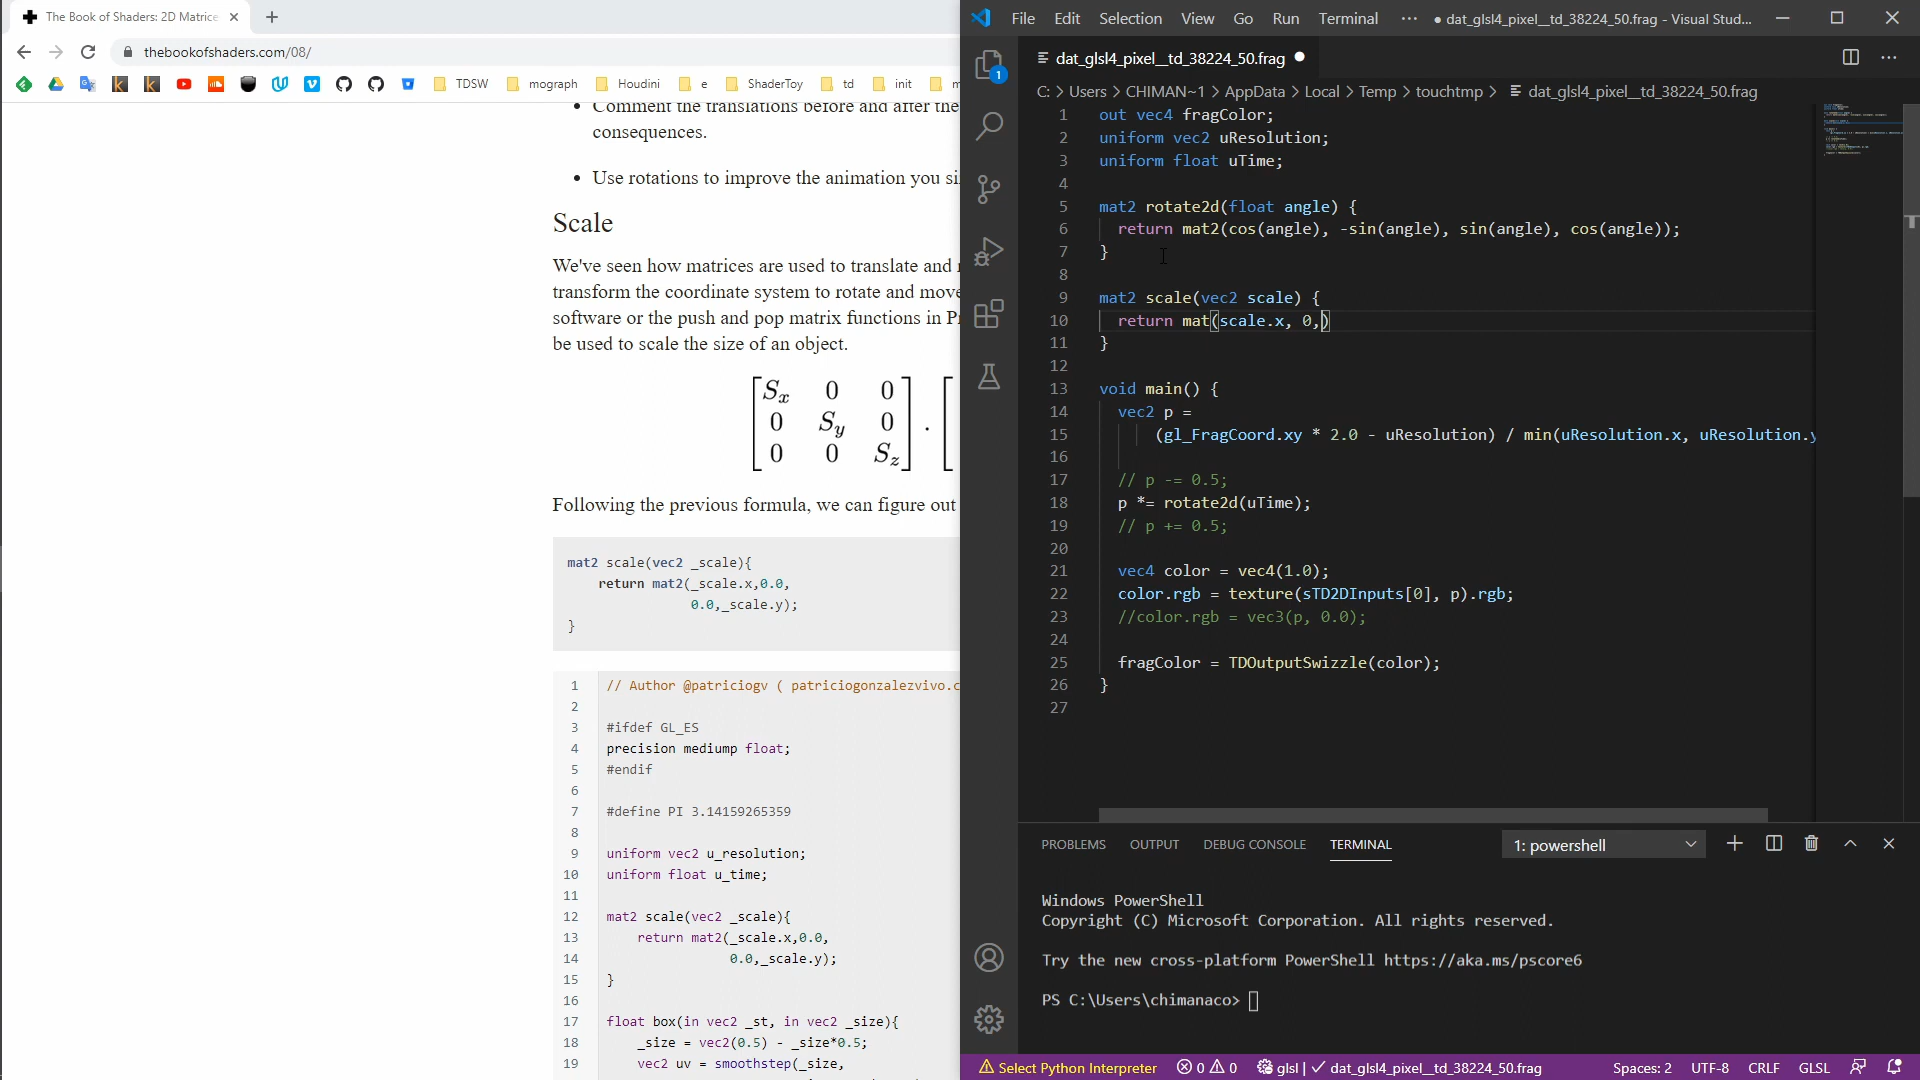 The Book of Shaders: 2D Matrice
thebookofshaders.com/08/
TDSW
mograph
Houdini
e
ShaderToy
td
init
Comment the translations before and after the
consequences.
Use rotations to improve the animation you si
Scale
We've seen how matrices are used to translate and
transform the coordinate system to rotate and move
software or the push and pop matrix functions in P
be used to scale the size of an object.
Sx 0 0
0 Sy 0 .
0 0 Sz
Following the previous formula, we can figure out
mat2 scale(vec2 _scale){
return mat2(_scale.x,0.0,
0.0,_scale.y);
}
1 // Author @patriciogv ( patriciogonzalezvivo.c
2
3 #ifdef GL_ES
4 precision mediump float;
5 #endif
6
7 #define PI 3.14159265359
8
9 uniform vec2 u_resolution;
10 uniform float u_time;
11
12 mat2 scale(vec2 _scale){
13 return mat2(_scale.x,0.0,
14 0.0,_scale.y);
15 }
16
17 float box(in vec2 _st, in vec2 _size){
18 _size = vec2(0.5) - _size*0.5;
19 vec2 uv = smoothstep(_size,
File Edit Selection View Go Run Terminal ··· ● dat_glsl4_pixel__td_38224_50.frag - Visual Stud...
dat_glsl4_pixel__td_38224_50.frag
1
C: > Users > CHIMAN~1 > AppData > Local > Temp > touchtmp > dat_glsl4_pixel__td_38224_50.frag
1 out vec4 fragColor;
2 uniform vec2 uResolution;
3 uniform float uTime;
4
5 mat2 rotate2d(float angle) {
6 return mat2(cos(angle), -sin(angle), sin(angle), cos(angle));
7 }
8
9 mat2 scale(vec2 scale) {
10 return mat(scale.x, 0,)
11 }
12
13 void main() {
14 vec2 p =
15 (gl_FragCoord.xy * 2.0 - uResolution) / min(uResolution.x, uResolution.y
16
17 // p -= 0.5;
18 p *= rotate2d(uTime);
19 // p += 0.5;
20
21 vec4 color = vec4(1.0);
22 color.rgb = texture(sTD2DInputs[0], p).rgb;
23 //color.rgb = vec3(p, 0.0);
24
25 fragColor = TDOutputSwizzle(color);
26 }
27
PROBLEMS OUTPUT DEBUG CONSOLE TERMINAL 1: powershell
Windows PowerShell
Copyright (C) Microsoft Corporation. All rights reserved.
Try the new cross-platform PowerShell https://aka.ms/pscore6
PS C:\Users\chimanaco>
Select Python Interpreter 0 0 glsl | ✓ dat_glsl4_pixel__td_38224_50.frag Spaces: 2 UTF-8 CRLF GLSL